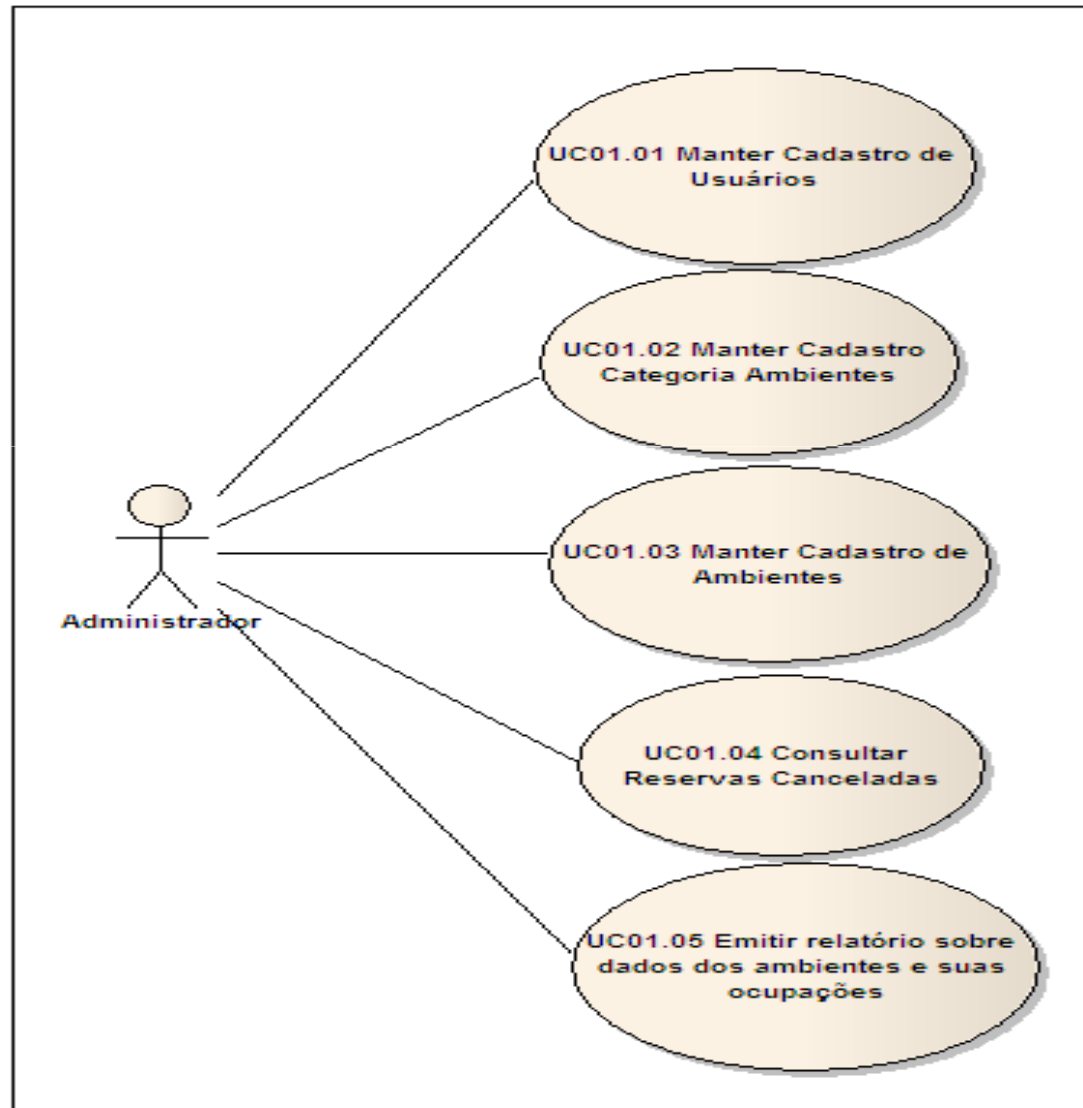 UC01.01 Manter Cadastro de
Usuários
UC01.02 Manter Cadastro
Categoria Ambientes
UC01.03 Manter Cadastro de
Ambientes
Administrador
UC01.04 Consultar
Reservas Canceladas
UC01.05 Emitir relatório sobre
dados dos ambientes e suas
ocupações